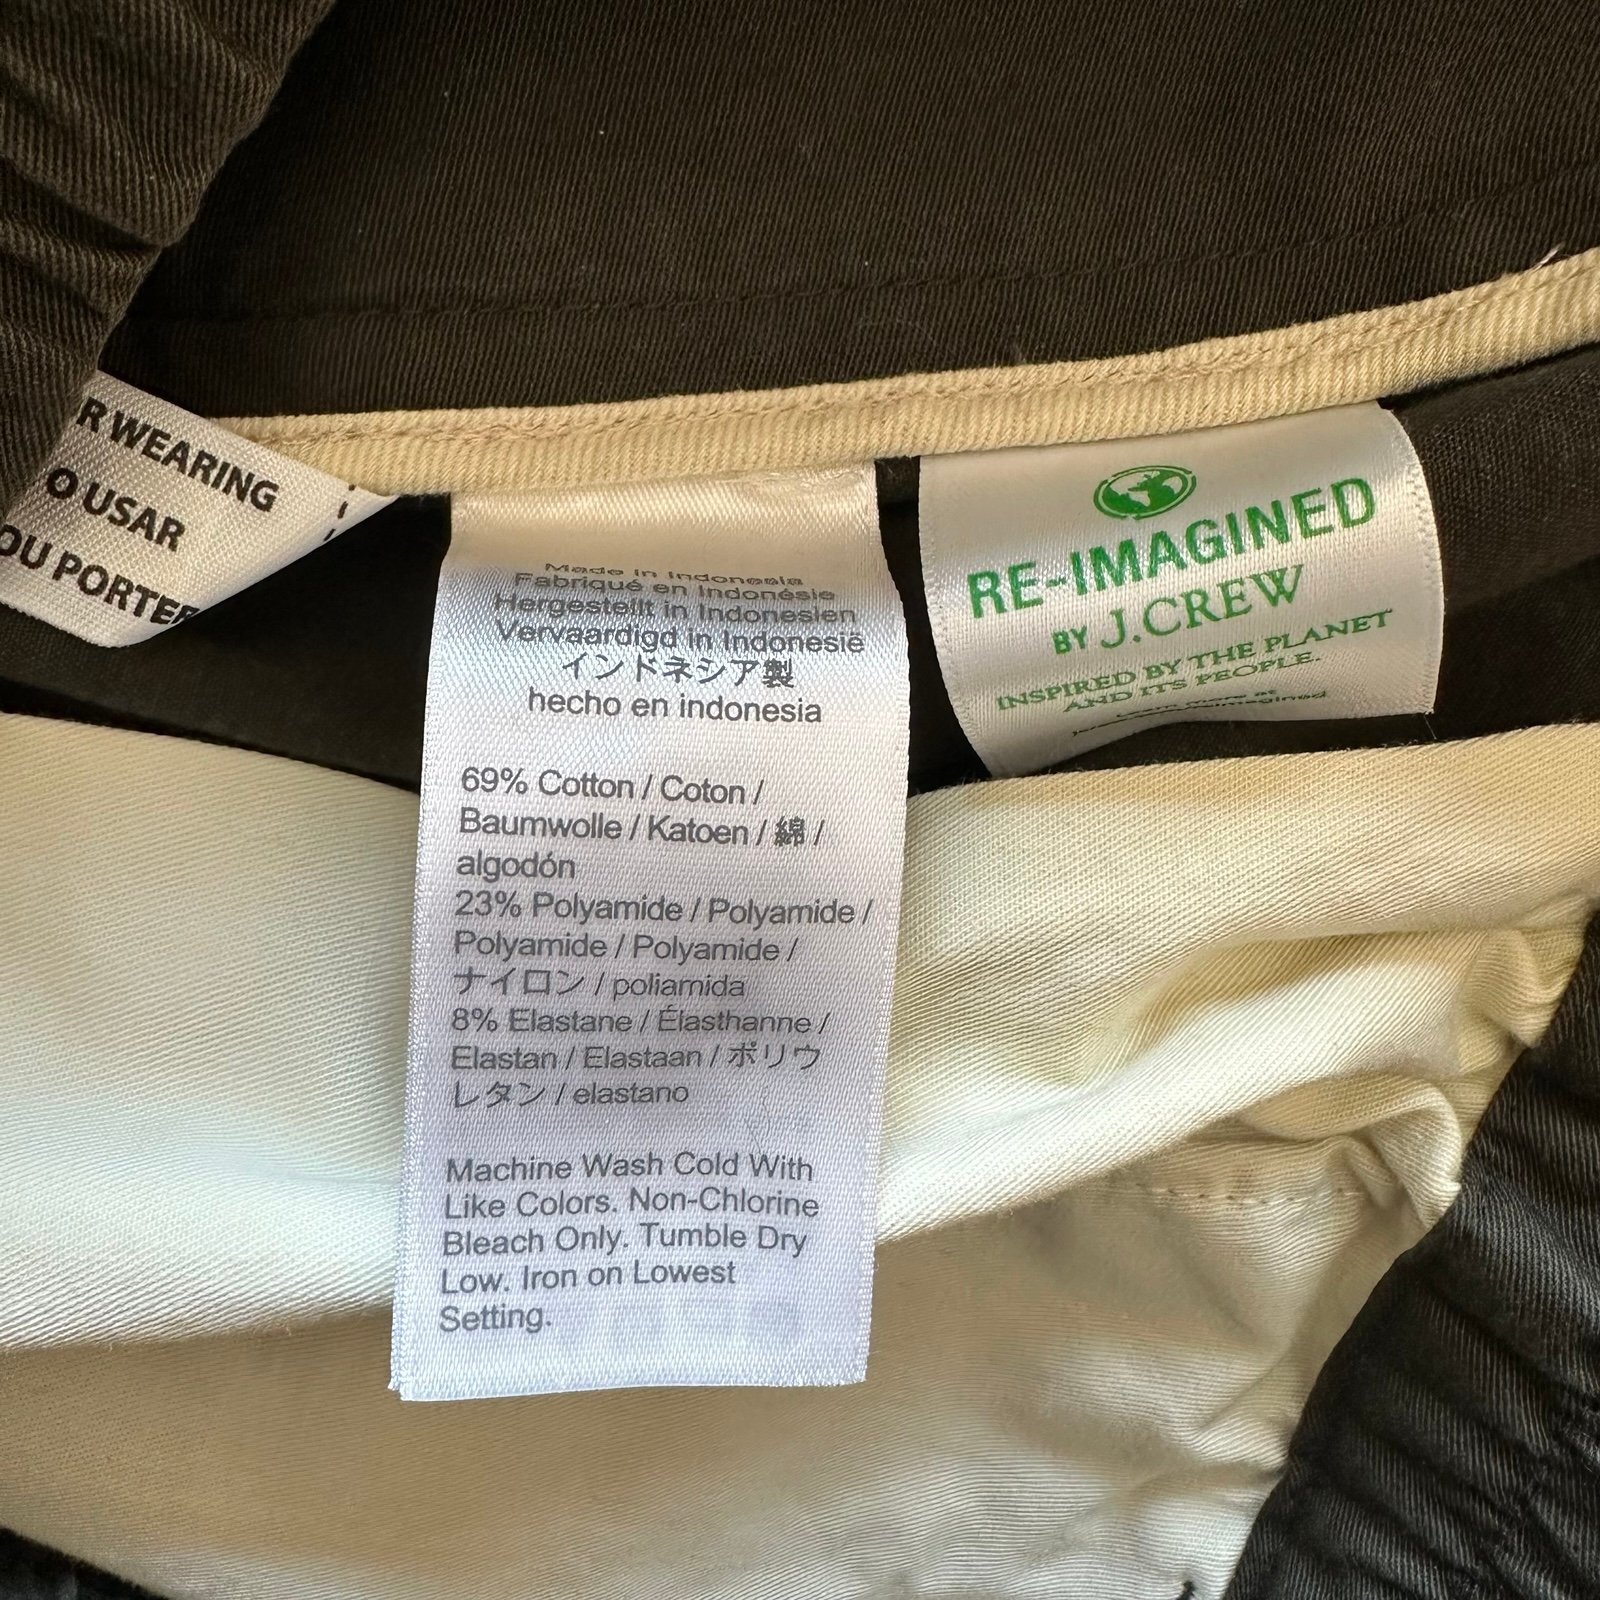 R WEARING
O USAR
OU PORTER
Made in Indonesia
Fabriqué en Indonésie
Hergestellt in Indonesien
Vervaardigd in Indonesië
インドネシア製
hecho en indonesia
69% Cotton / Coton /
Baumwolle / Katoen / 綿 /
algodón
23% Polyamide / Polyamide /
Polyamide / Polyamide /
ナイロン / poliamida
8% Elastane / Élasthanne /
Elastan / Elastaan / ポリウ
レタン / elastano
Machine Wash Cold With
Like Colors. Non-Chlorine
Bleach Only. Tumble Dry
Low. Iron on Lowest
Setting.
RE-IMAGINED
BY J.CREW
INSPIRED BY THE PLANET
AND ITS PEOPLE.
Learn more at